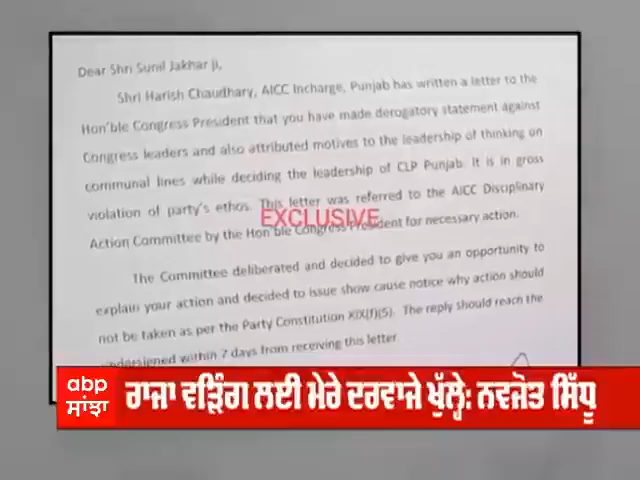 Dear Shri Sunil Jakhar ji,
Shri Harish Chaudhary, AICC Incharge, Punjab has written a letter to the
Hon'ble Congress President that you have made derogatory statement against
Congress leaders and also attributed motives to the leadership of thinking on
communal lines while deciding the leadership of CLP Punjab. It is in gross
violation of party's ethos. This letter was referred to the AICC Disciplinary
EXCLUSIVE
Action Committee by the Hon'ble Congress President for necessary action.
The Committee deliberated and decided to give you an opportunity to
explain your action and decided to issue show cause notice why action should
not be taken as per the Party Constitution XIX(f)(5). The reply should reach the
within 7 days from receiving this letter
abp
ਸਾਂਝਾ
ਰਾਜਾ ਵੜਿੰਗ ਲਈ ਮੇਰੇ ਦਰਵਾਜੇ ਖੁੱਲ੍ਹੇ: ਨਵਜੋਤ ਸਿੱਧੂ